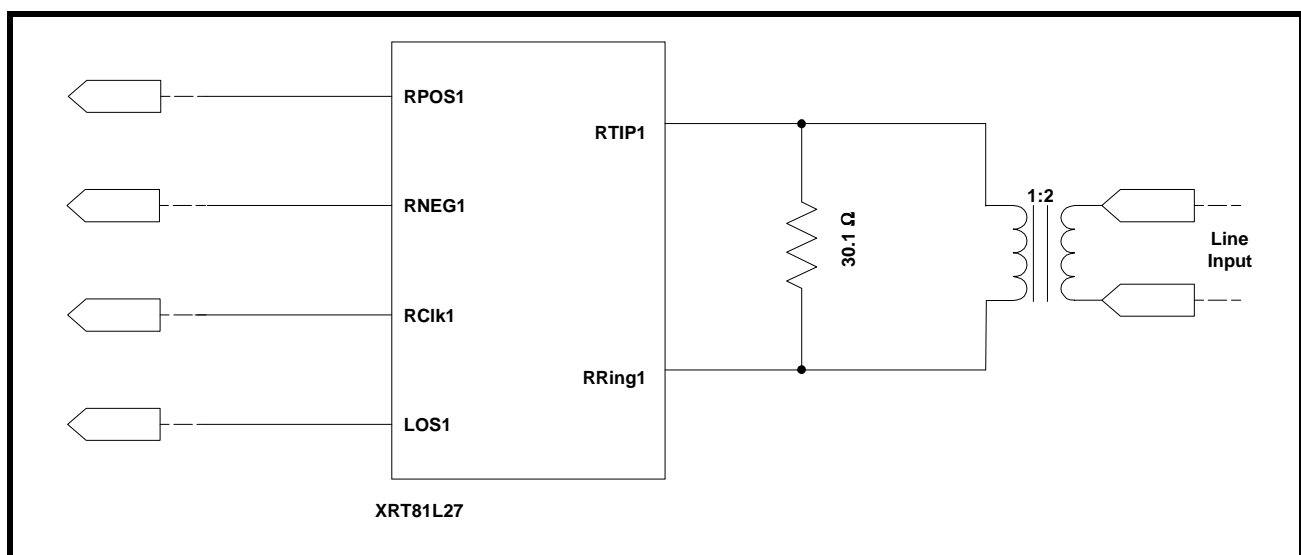 RPOS1
RTIP1
RNEG1
1:2
30.1 Ω
Line
Input
RClk1
RRing1
LOS1
XRT81L27